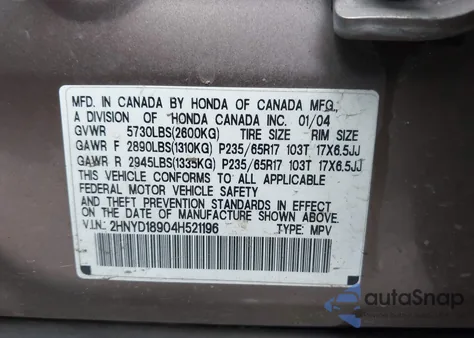 MFD. IN CANADA BY HONDA OF CANADA MFG.,
A DIVISION OF HONDA CANADA INC. 01/04
GVWR 5730LBS(2600KG) TIRE SIZE RIM SIZE
GAWR F 2890LBS(1310KG) P235/65R17 103T 17X6.5JJ
GAWR R 2945LBS(1335KG) P235/65R17 103T 17X6.5JJ
THIS VEHICLE CONFORMS TO ALL APPLICABLE
FEDERAL MOTOR VEHICLE SAFETY
AND THEFT PREVENTION STANDARDS IN EFFECT ON THE
DATE OF MANUFACTURE SHOWN ABOVE.
V.I.N.: 2HNYD18904H521196 TYPE: MPV
autoSnap